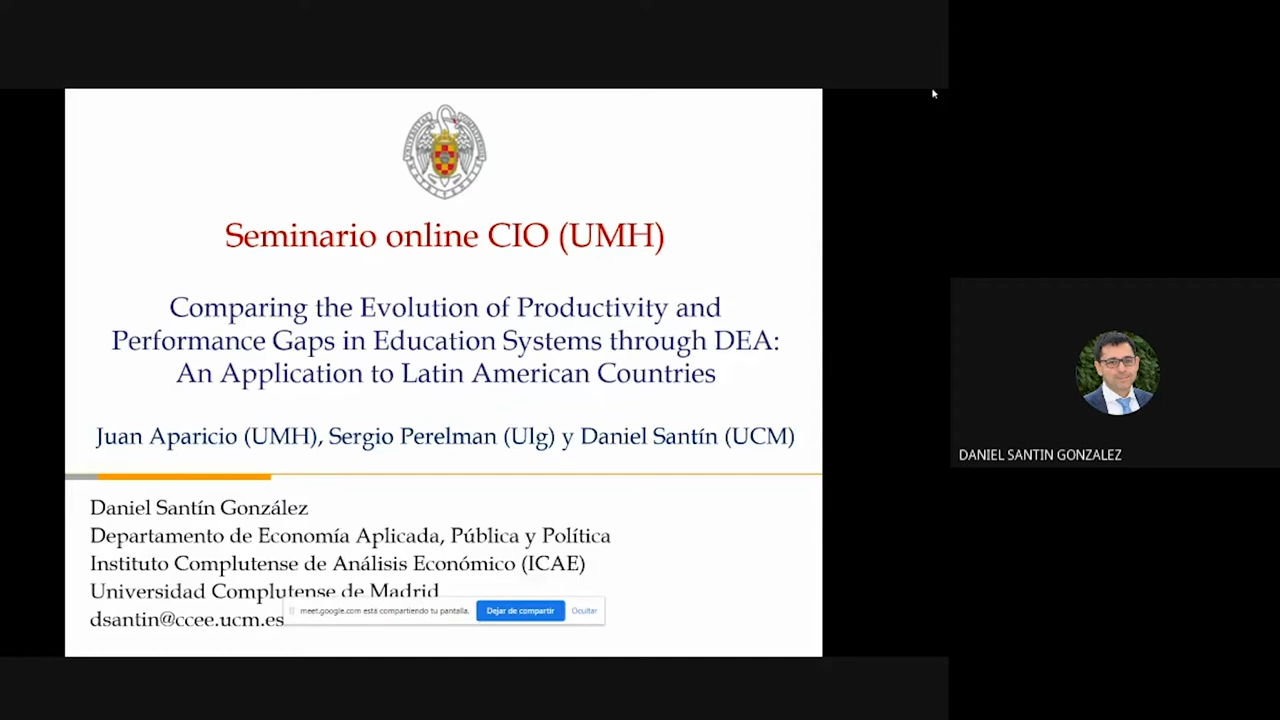 Seminario online CIO (UMH)
Comparing the Evolution of Productivity and
Performance Gaps in Education Systems through DEA:
An Application to Latin American Countries
Juan Aparicio (UMH), Sergio Perelman (Ulg) y Daniel Santín (UCM)
Daniel Santín González
Departamento de Economía Aplicada, Pública y Política
Instituto Complutense de Análisis Económico (ICAE)
Universidad Complutense de Madrid
dsantin@ccee.ucm.es
meet.google.com está compartiendo tu pantalla.
Dejar de compartir
Ocultar
DANIEL SANTIN GONZALEZ